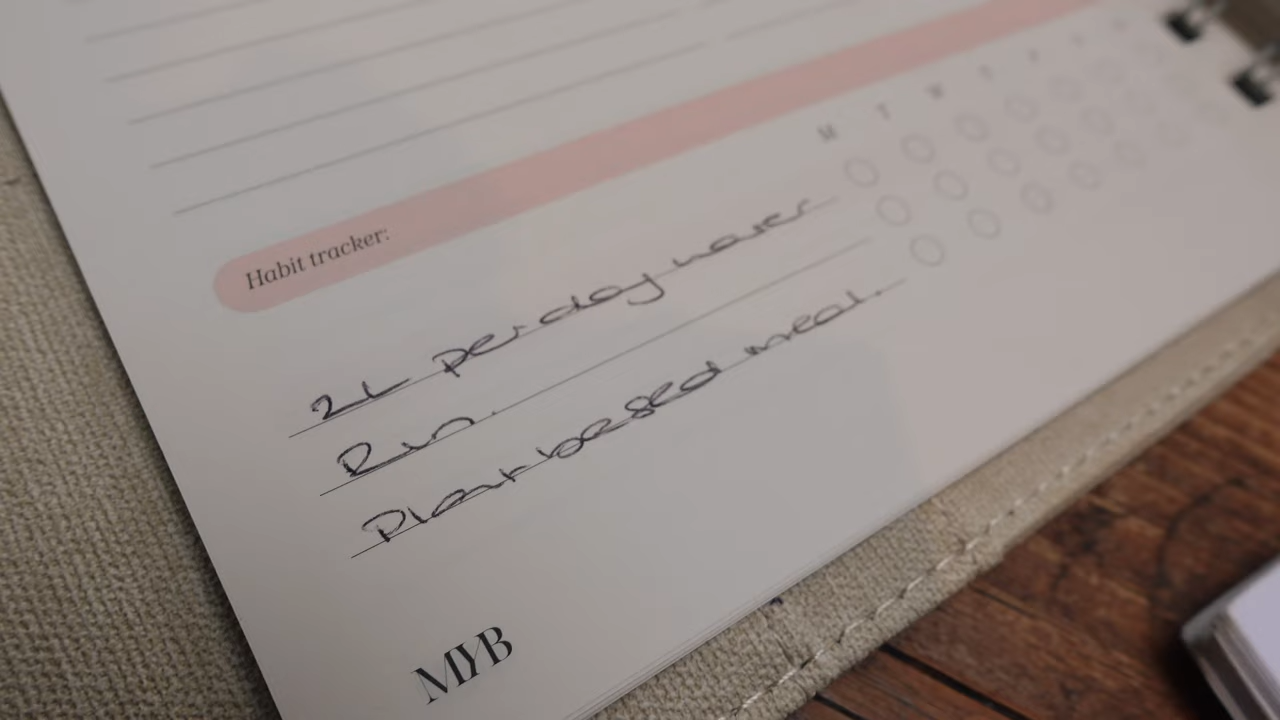 Habit tracker:
M T W T F
2L per day water
Run.
Plant based meal.
MYB